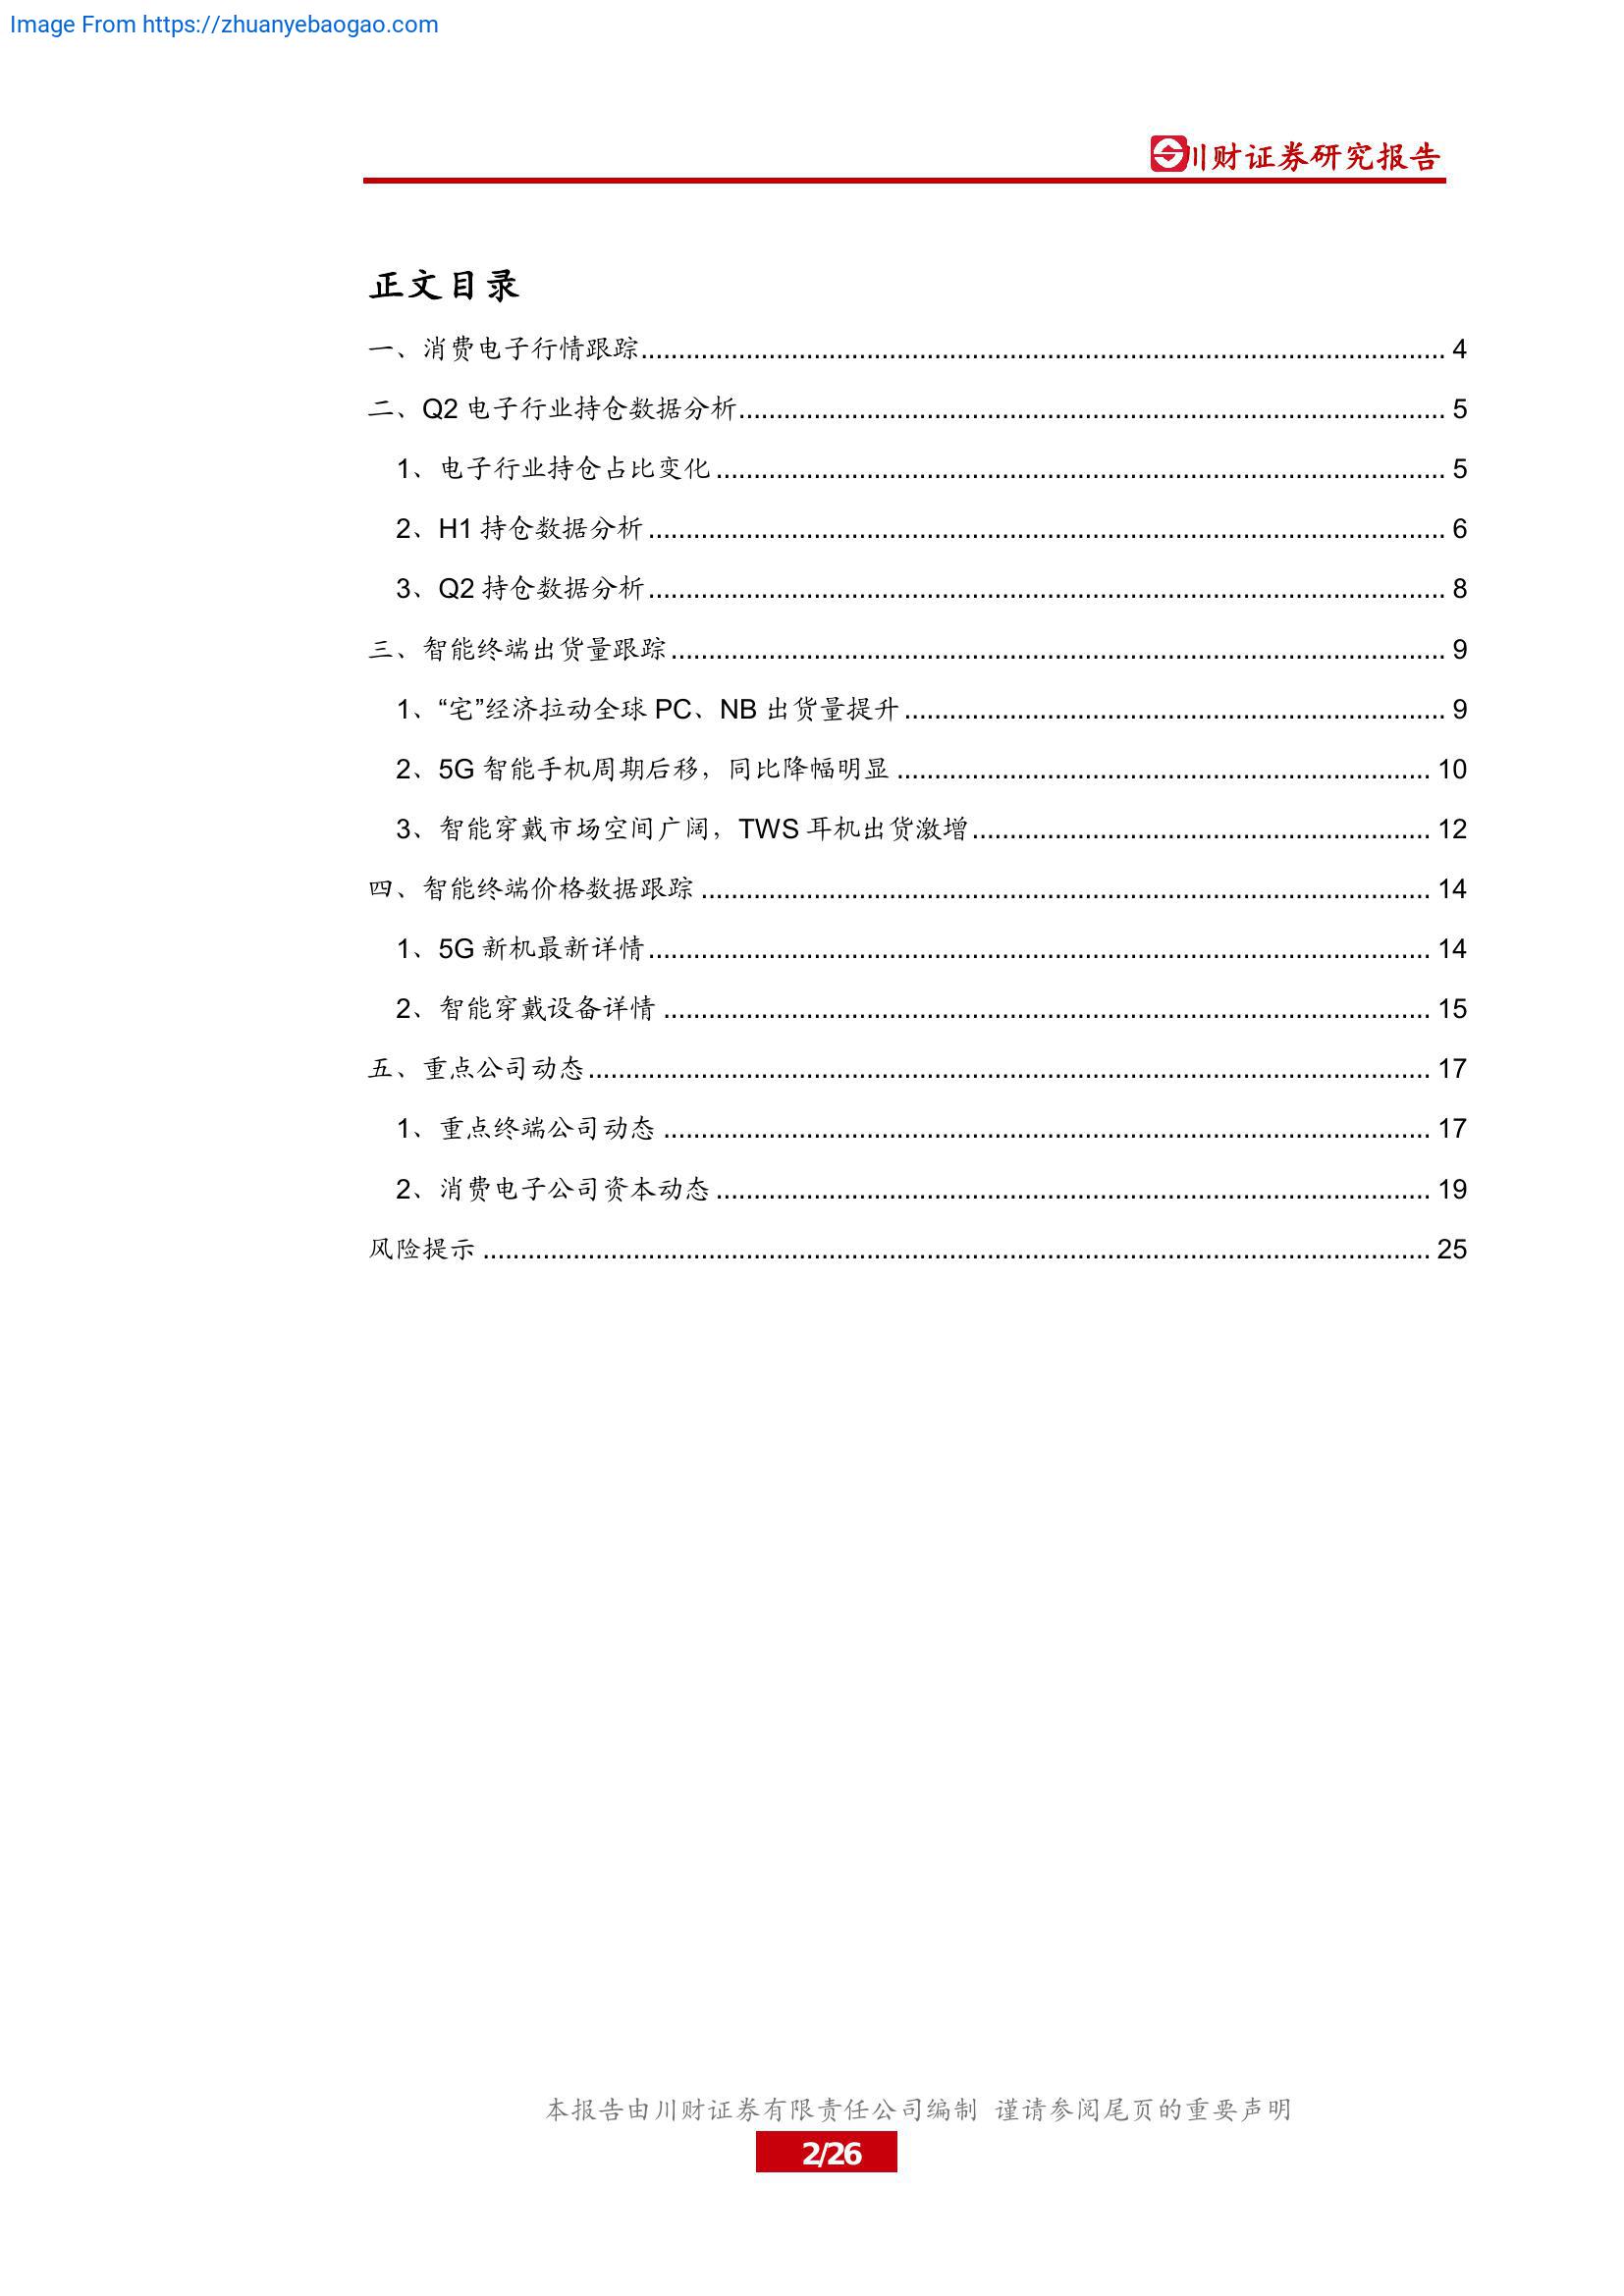 Image From https://zhuanyebaogao.com
川财证券研究报告
正文目录
一、消费电子行情跟踪 4
二、Q2 电子行业持仓数据分析 5
1、电子行业持仓占比变化 5
2、H1 持仓数据分析 6
3、Q2 持仓数据分析 8
三、智能终端出货量跟踪 9
1、“宅”经济拉动全球 PC、NB 出货量提升 9
2、5G 智能手机周期后移，同比降幅明显 10
3、智能穿戴市场空间广阔，TWS 耳机出货激增 12
四、智能终端价格数据跟踪 14
1、5G 新机最新详情 14
2、智能穿戴设备详情 15
五、重点公司动态 17
1、重点终端公司动态 17
2、消费电子公司资本动态 19
风险提示 25
本报告由川财证券有限责任公司编制 谨请参阅尾页的重要声明
2/26